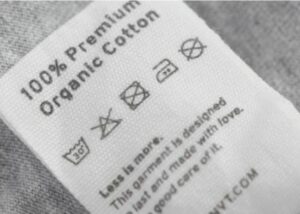 100% Premium
Organic Cotton
30°
Less is more.
This garment is designed
to last and made with love.
good care of it.
VT.COM